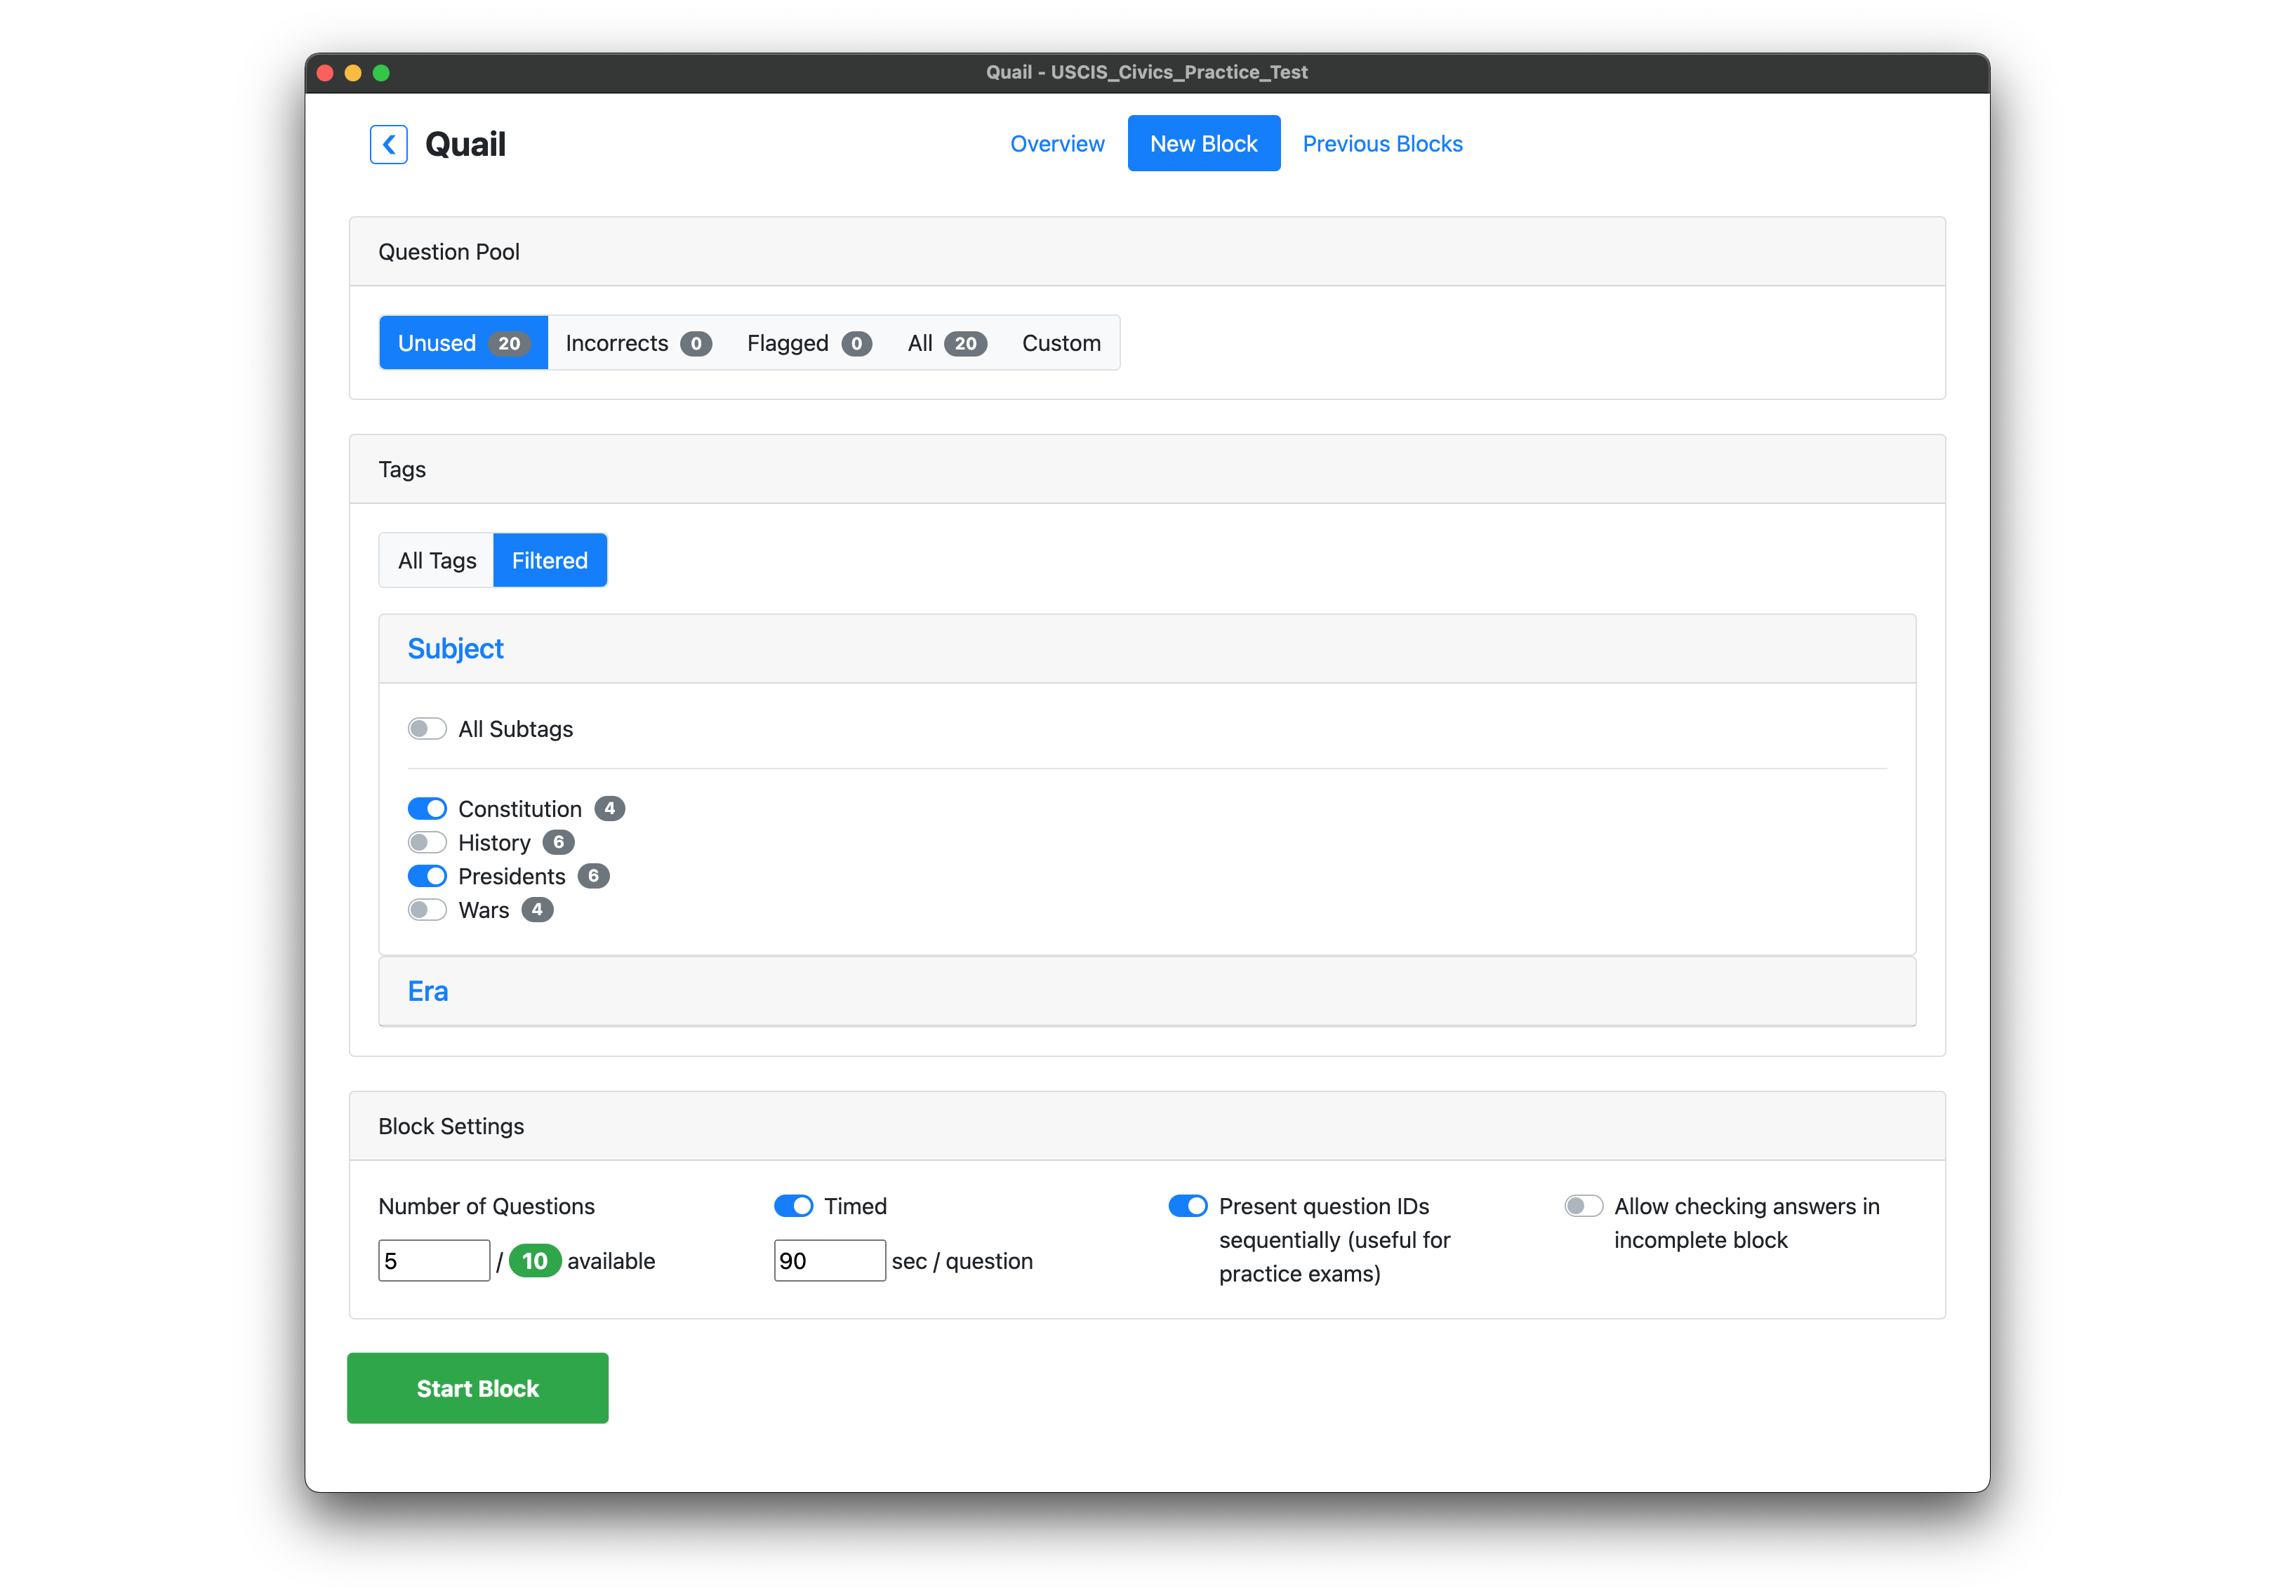 Quail - USCIS_Civics_Practice_Test
Quail
Overview
New Block
Previous Blocks
Question Pool
Unused 20
Incorrects 0
Flagged 0
All 20
Custom
Tags
All Tags
Filtered
Subject
All Subtags
Constitution 4
History 6
Presidents 6
Wars 4
Era
Block Settings
Number of Questions
5 / 10 available
Timed
90 sec / question
Present question IDs
sequentially (useful for
practice exams)
Allow checking answers in
incomplete block
Start Block